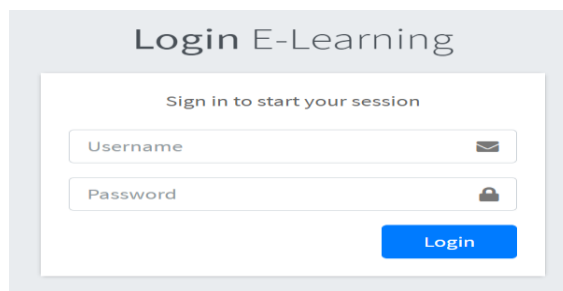 Login E-Learning
Sign in to start your session
Username
Password
Login